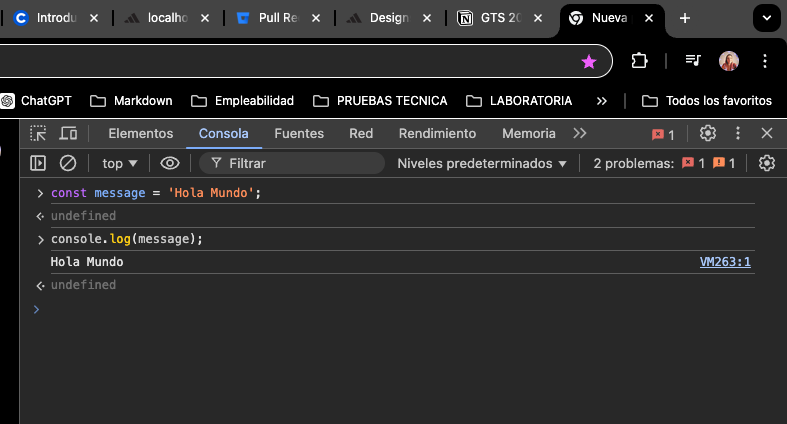 Introdu
localho
Pull Re
Design
GTS 20
Nueva
ChatGPT
Markdown
Empleabilidad
PRUEBAS TECNICA
LABORATORIA
»
Todos los favoritos
Elementos
Consola
Fuentes
Red
Rendimiento
Memoria
1
top
Filtrar
Niveles predeterminados
2 problemas:
1
1
const message = 'Hola Mundo';
undefined
console.log(message);
Hola Mundo
VM263:1
undefined